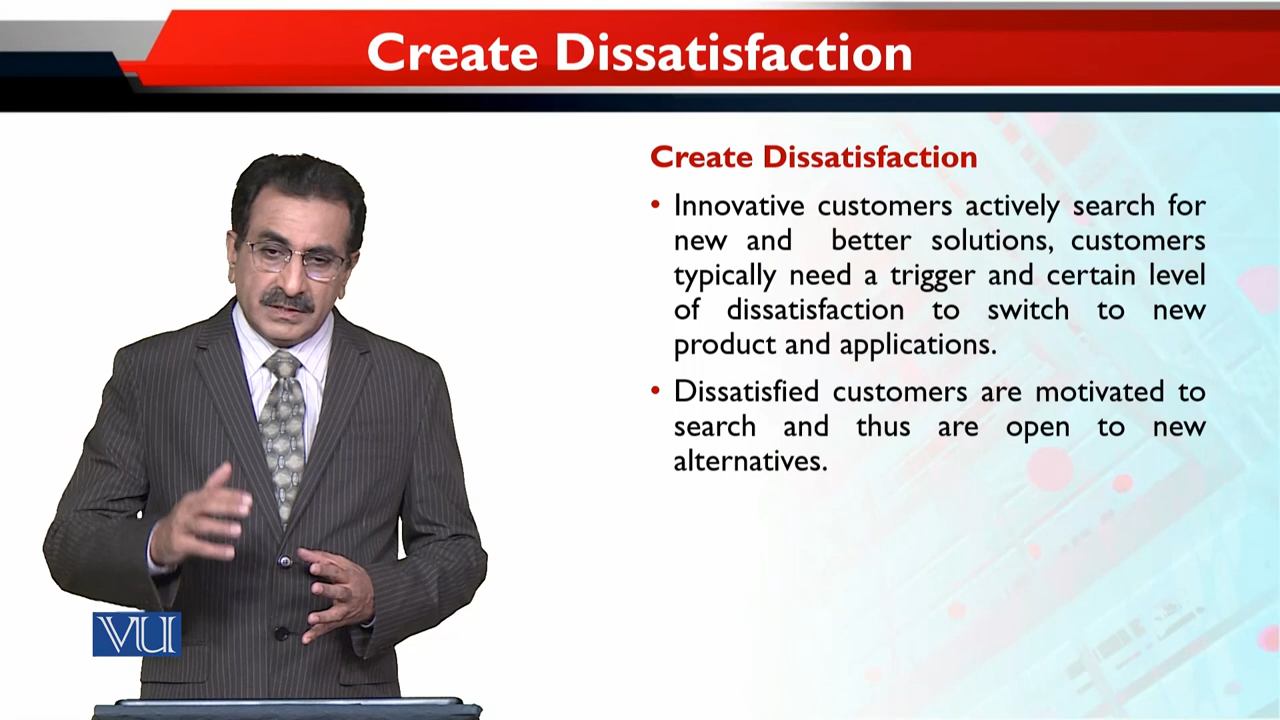 Create Dissatisfaction
Create Dissatisfaction
• Innovative customers actively search for
new and better solutions, customers
typically need a trigger and certain level
of dissatisfaction to switch to new
product and applications.
• Dissatisfied customers are motivated to
search and thus are open to new
alternatives.
VU